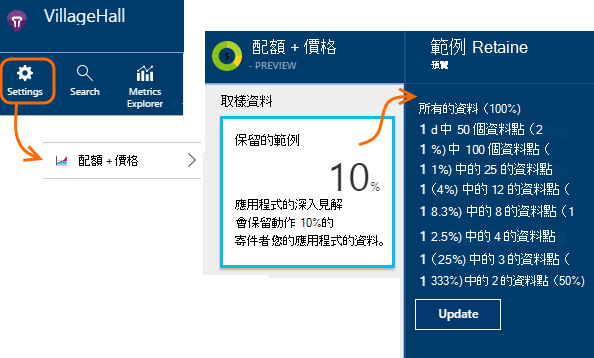 VillageHall
Settings
Search
Metrics
Explorer
配額 + 價格
配額 + 價格
- PREVIEW
取樣資料
保留的範例
10%
應用程式的深入見解
會保留動作 10%的
寄件者您的應用程式的資料。
範例 Retaine
預覽
所有的資料（100%）
1 d 中 50 個資料點（2
1 %) 中 100 個資料點（
1 1%) 中的 25 的資料點
1 (4%) 中的 12 的資料點（
1 8.3%) 中的 8 的資料點（1
1 2.5%) 中的 4 的資料點
1 (25%) 中的 3 的資料點（
1 333%) 中的 2 的資料點（50%）
Update